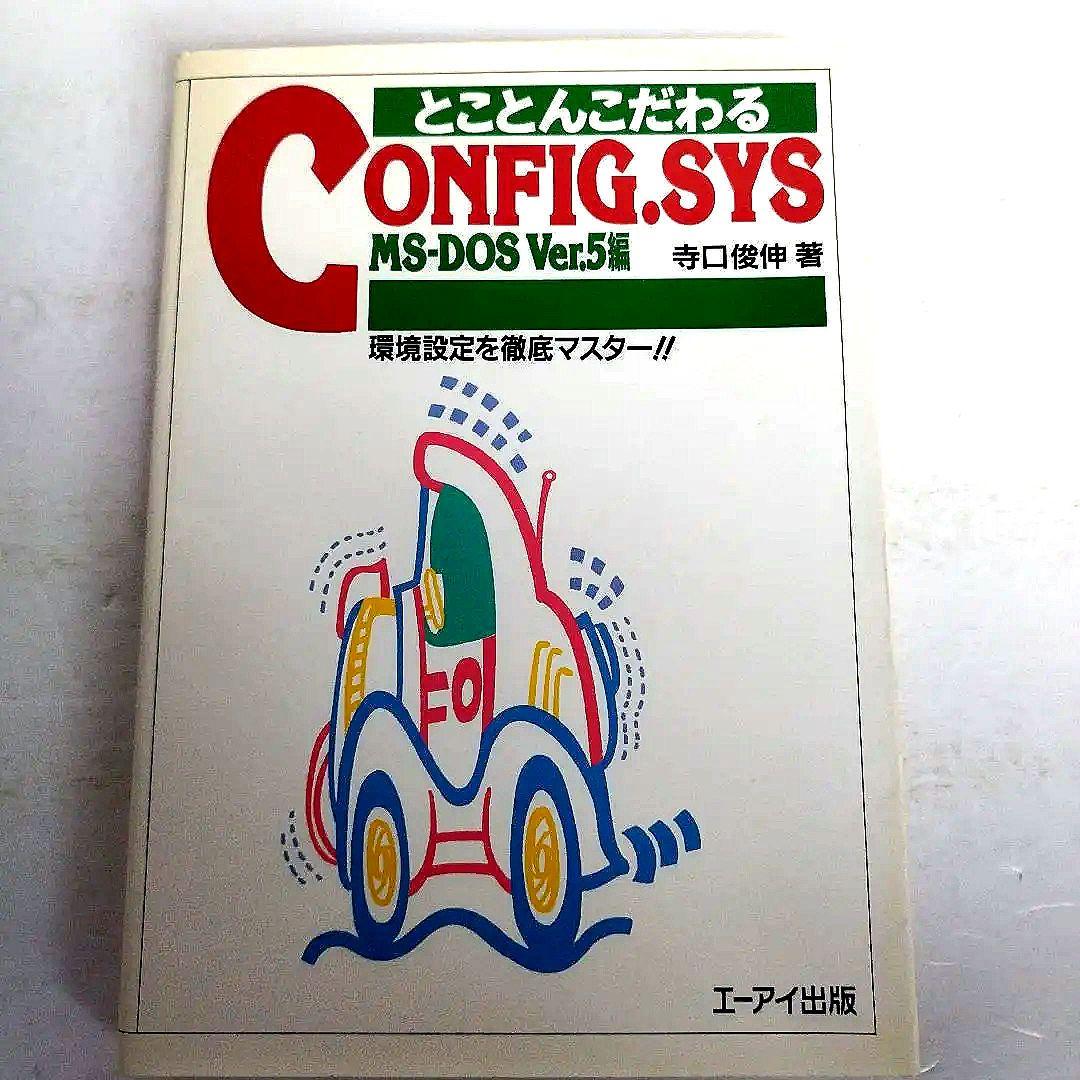 とことんこだわる
CONFIG.SYS
MS-DOS Ver.5編
寺口俊伸 著
環境設定を徹底マスター!!
エーアイ出版